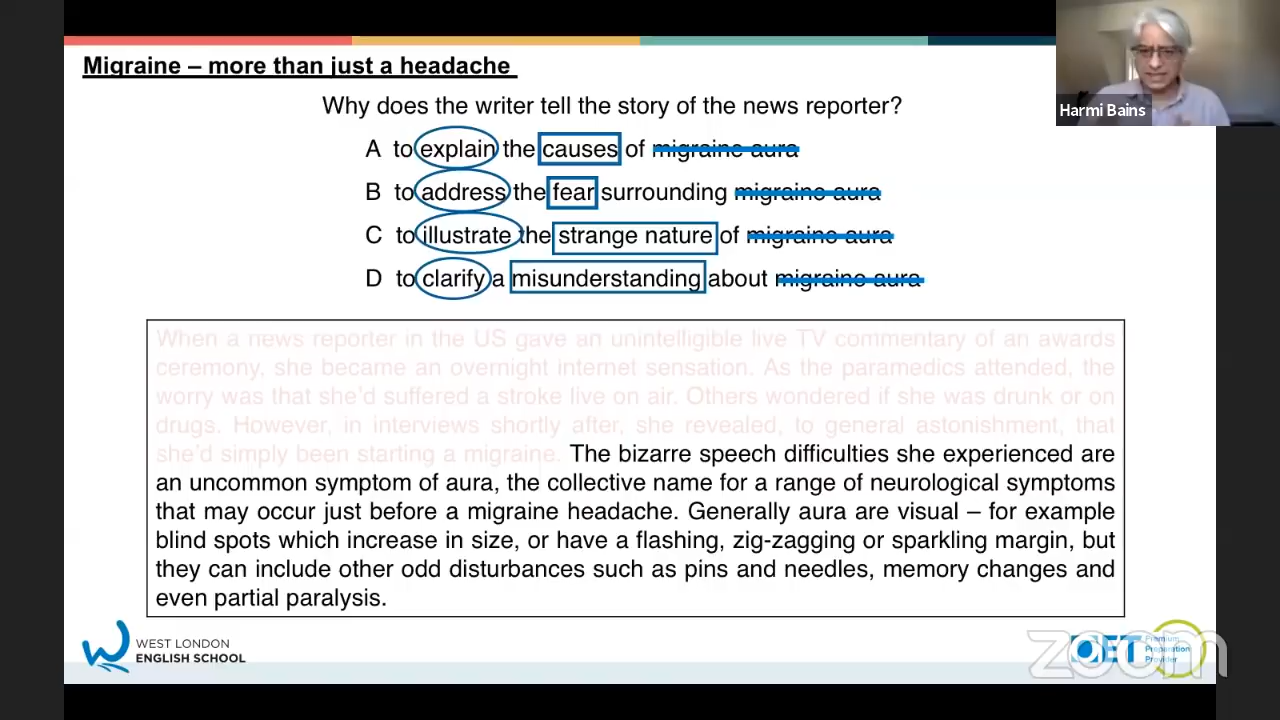 Migraine – more than just a headache
Harmi Bains
Why does the writer tell the story of the news reporter?
A to explain the causes of migraine aura
B to address the fear surrounding migraine aura
C to illustrate the strange nature of migraine aura
D to clarify a misunderstanding about migraine aura
When a news reporter in the US gave an unintelligible live TV commentary of an awards
ceremony, she became an overnight internet sensation. As the paramedics attended, the
worry was that she'd suffered a stroke live on air. Others wondered if she was drunk or on
drugs. However, in interviews shortly after, she revealed, to general astonishment, that
she'd simply been starting a migraine. The bizarre speech difficulties she experienced are
an uncommon symptom of aura, the collective name for a range of neurological symptoms
that may occur just before a migraine headache. Generally aura are visual – for example
blind spots which increase in size, or have a flashing, zig-zagging or sparkling margin, but
they can include other odd disturbances such as pins and needles, memory changes and
even partial paralysis.
WEST LONDON
ENGLISH SCHOOL
OET
Premium
Preparation
Provider
zoom